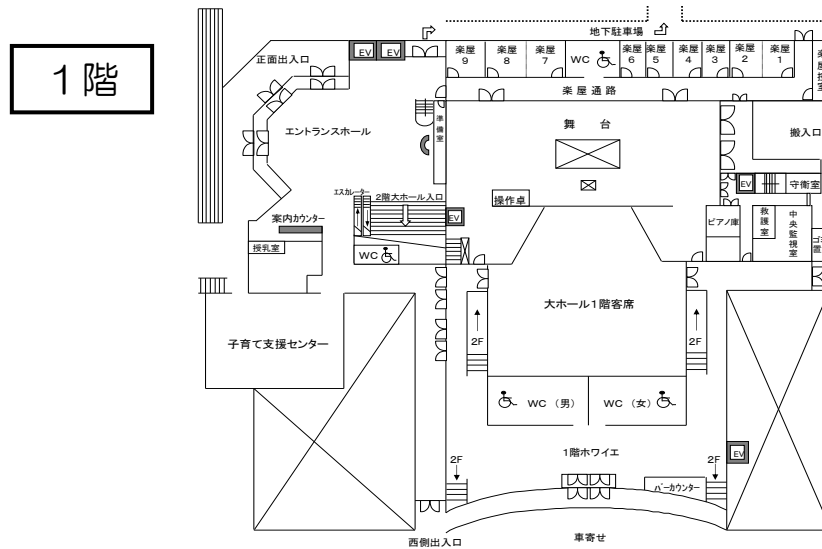 1階
地下駐車場
正面出入口
EV
EV
楽屋9
楽屋8
楽屋7
WC
楽屋6
楽屋5
楽屋4
楽屋3
楽屋2
楽屋1
楽屋控室
楽屋通路
エントランスホール
準備室
舞台
搬入口
エスカレーター
2階大ホール入口
操作卓
EV
守衛室
EV
案内カウンター
授乳室
WC
ピアノ庫
救護室
中央監視室
ゴミ置
大ホール1階客席
2F
2F
子育て支援センター
WC(男)
WC(女)
1階ホワイエ
2F
2F
EV
バーカウンター
西側出入口
車寄せ